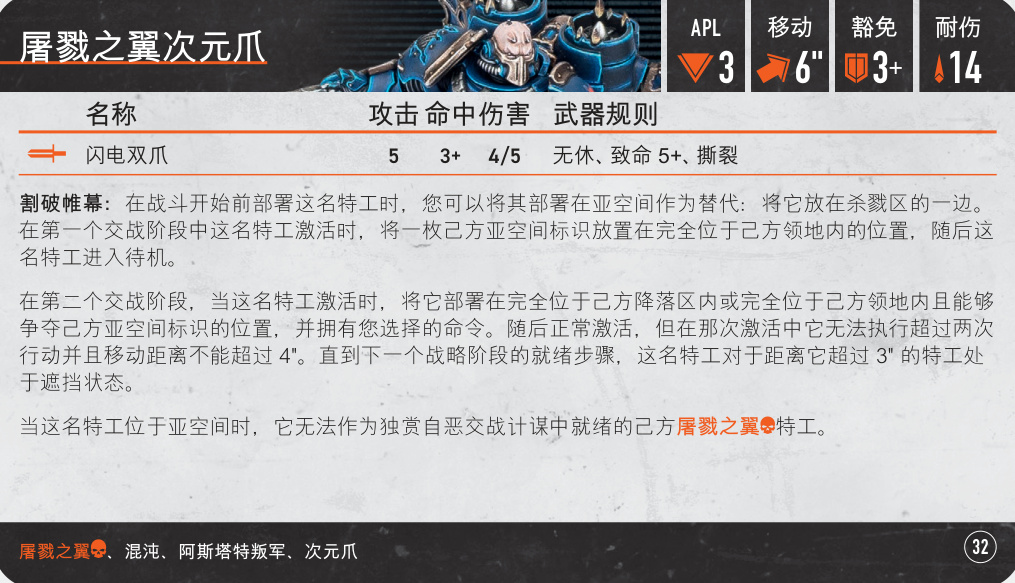 屠戮之翼次元爪
APL 3
移动 6"
豁免 3+
耐伤 14
名称 攻击 命中 伤害 武器规则
闪电双爪 5 3+ 4/5 无休、致命 5+、撕裂
割破帷幕：在战斗开始前部署这名特工时，您可以将其部署在亚空间作为替代：将它放在杀戮区的一边。
在第一个交战阶段中这名特工激活时，将一枚己方亚空间标识放置在完全位于己方领地内的位置，随后这
名特工进入待机。
在第二个交战阶段，当这名特工激活时，将它部署在完全位于己方降落区内或完全位于己方领地内且能够
争夺己方亚空间标识的位置，并拥有您选择的命令。随后正常激活，但在那次激活中它无法执行超过两次
行动并且移动距离不能超过 4"。直到下一个战略阶段的就绪步骤，这名特工对于距离它超过 3" 的特工处
于遮挡状态。
当这名特工位于亚空间时，它无法作为独赏自恶交战计谋中就绪的己方屠戮之翼特工。
屠戮之翼、混沌、阿斯塔特叛军、次元爪
32